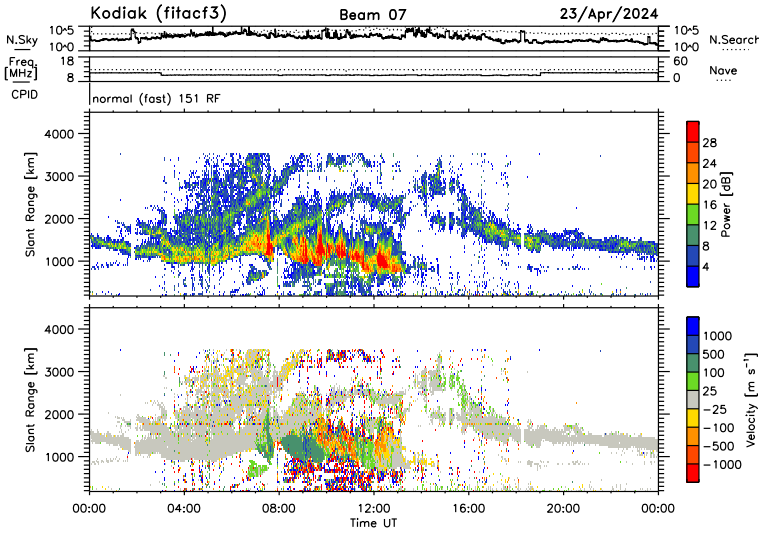 Kodiak (fitacf3) Beam 07 23/Apr/2024
N.Sky 10^5 10^0 10^5 10^0 N.Search
Freq. [MHz] 18 8 60 0 Nave
CPID normal (fast) 151 RF
Slant Range [km]
4000
3000
2000
1000
Power [dB]
28
24
20
16
12
8
4
Slant Range [km]
4000
3000
2000
1000
Velocity [m s⁻¹]
1000
500
100
25
−25
−100
−500
−1000
00:00 04:00 08:00 12:00 16:00 20:00 00:00
Time UT